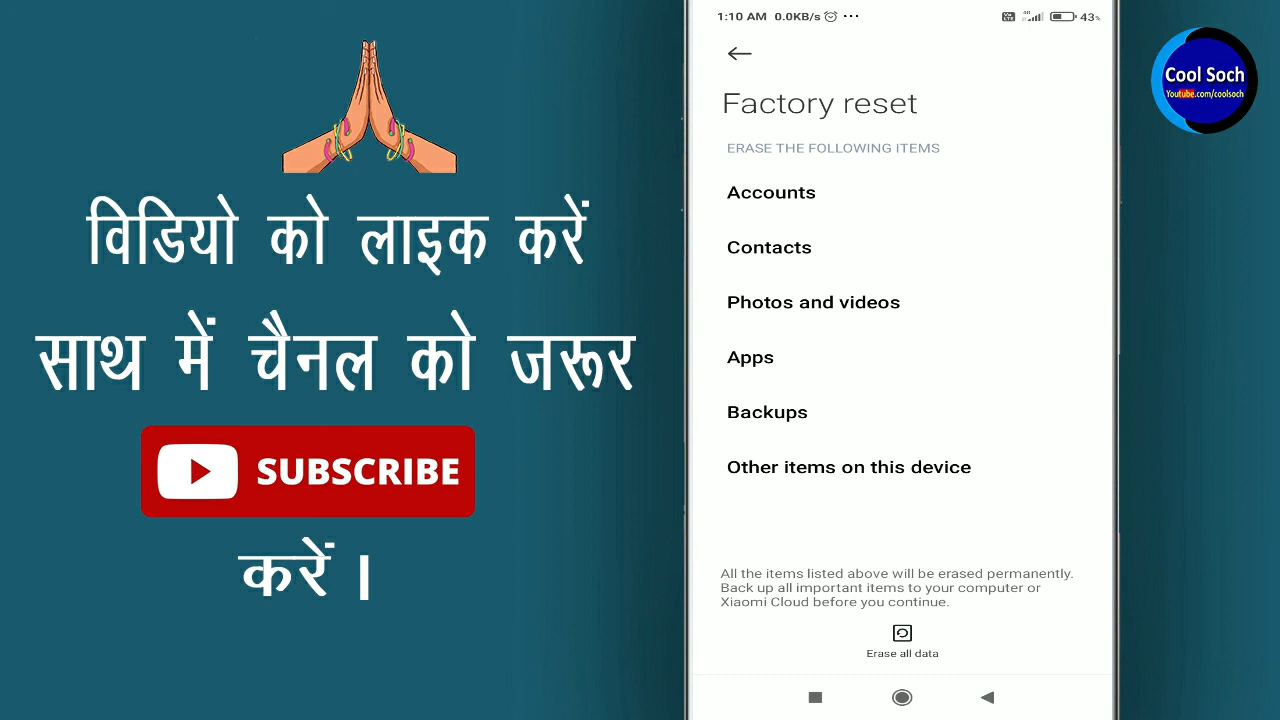 विडियो को लाइक करें
साथ में चैनल को जरूर
SUBSCRIBE
करें ।
1:10 AM 0.0KB/s ...
Vo LTE 4G 43%
Factory reset
ERASE THE FOLLOWING ITEMS
Accounts
Contacts
Photos and videos
Apps
Backups
Other items on this device
All the items listed above will be erased permanently.
Back up all important items to your computer or
Xiaomi Cloud before you continue.
Erase all data
Cool Soch
Youtube.com/coolsoch